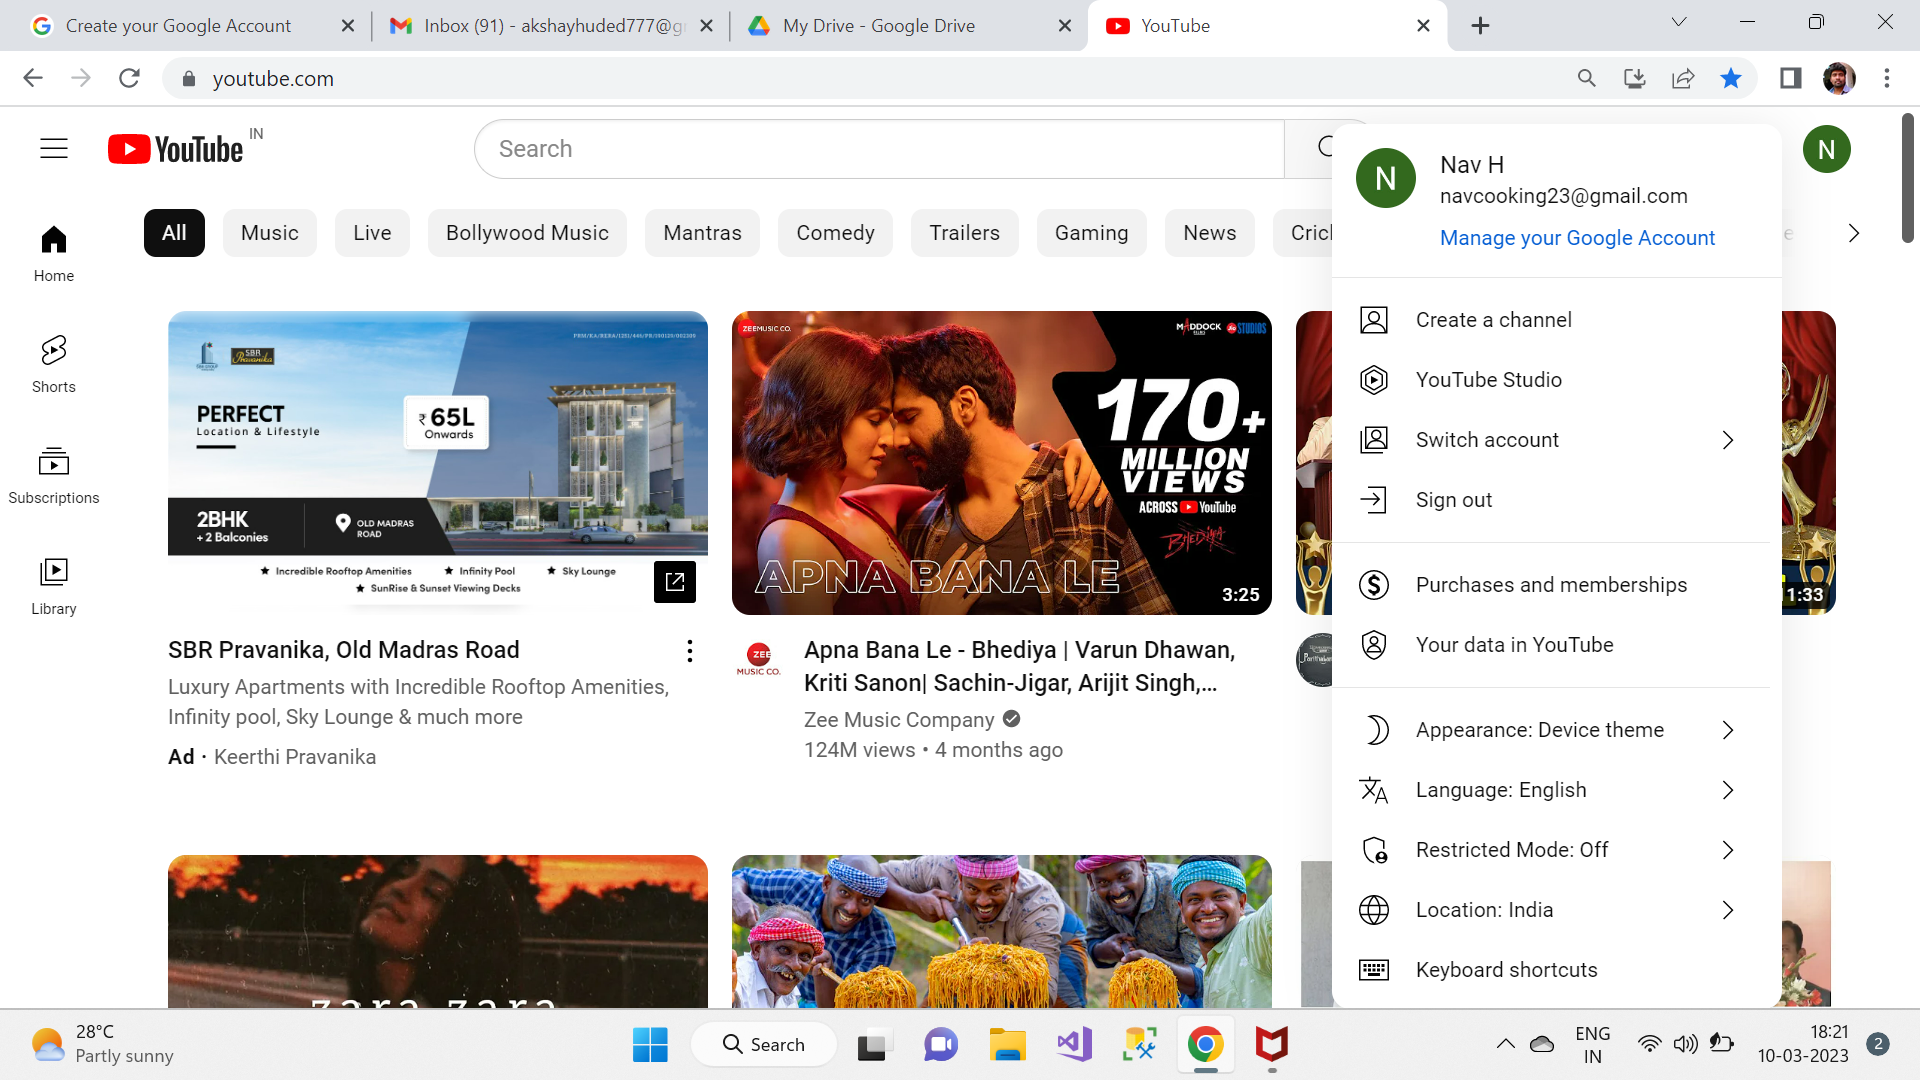 Create your Google Account
Inbox (91) - akshayhuded777@g
My Drive - Google Drive
YouTube
youtube.com
YouTube IN
Search
N
Nav H
navcooking23@gmail.com
Manage your Google Account
N
All
Music
Live
Bollywood Music
Mantras
Comedy
Trailers
Gaming
News
Home
Shorts
Subscriptions
Library
SBR
Pravanika
PERFECT
Location & Lifestyle
₹ 65L
Onwards
2BHK
+ 2 Balconies
OLD MADRAS
ROAD
★ Incredible Rooftop Amenities ★ Infinity Pool ★ Sky Lounge
★ SunRise & Sunset Viewing Decks
SBR Pravanika, Old Madras Road
Luxury Apartments with Incredible Rooftop Amenities,
Infinity pool, Sky Lounge & much more
Ad · Keerthi Pravanika
ZEE MUSIC CO.
MADDOCK
JIO STUDIOS
170+
MILLION
VIEWS
ACROSS YouTube
BHEDIYA
APNA BANA LE
3:25
ZEE
MUSIC CO.
Apna Bana Le - Bhediya | Varun Dhawan,
Kriti Sanon| Sachin-Jigar, Arijit Singh,...
Zee Music Company
124M views • 4 months ago
1:33
zara zara
Create a channel
YouTube Studio
Switch account
Sign out
Purchases and memberships
Your data in YouTube
Appearance: Device theme
Language: English
Restricted Mode: Off
Location: India
Keyboard shortcuts
28°C
Partly sunny
Search
ENG
IN
18:21
10-03-2023
2